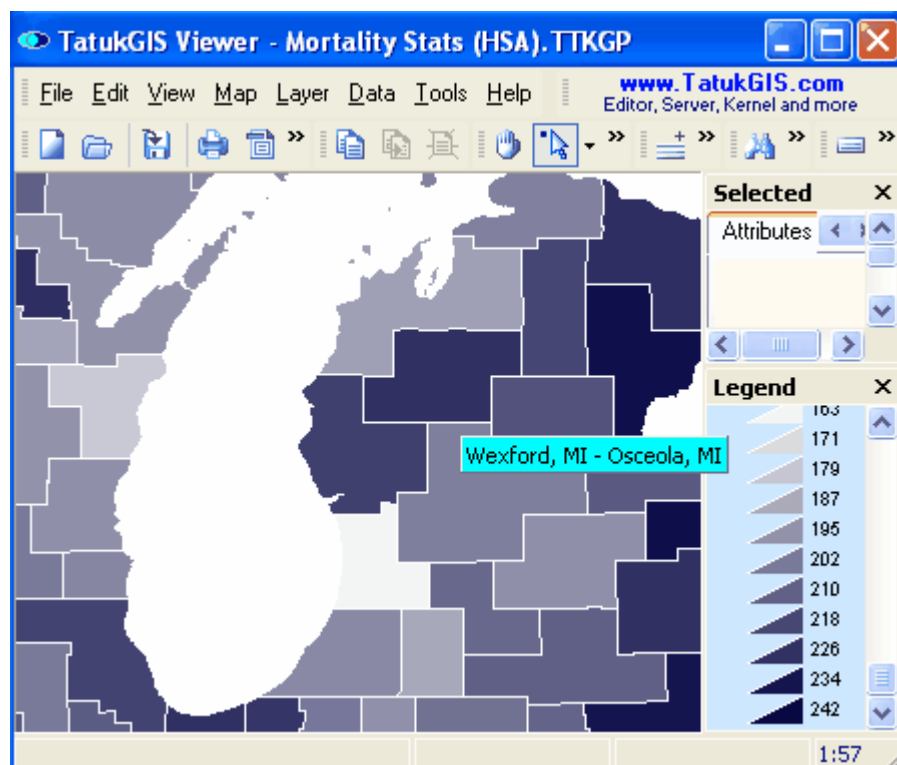 TatukGIS Viewer - Mortality Stats (HSA).TTKGP
File Edit View Map Layer Data Tools Help
www.TatukGIS.com
Editor, Server, Kernel and more
Selected
Attributes
Wexford, MI - Osceola, MI
Legend
163
171
179
187
195
202
210
218
226
234
242
1:57